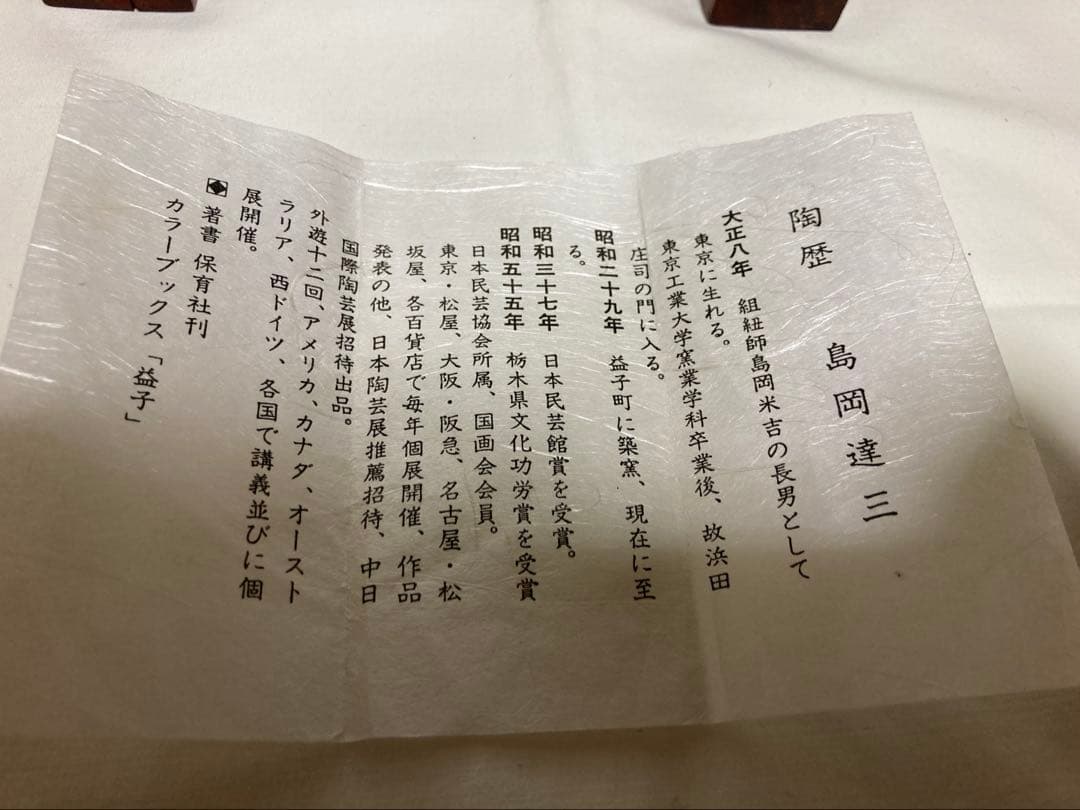 陶歴 島岡達三
大正八年 組紐師島岡米吉の長男として
東京に生れる。
東京工業大学窯業学科卒業後、故浜田
庄司の門に入る。
昭和二十九年 益子町に築窯、現在に至
る。
昭和三十七年 日本民芸館賞を受賞。
昭和五十五年 栃木県文化功労賞を受賞
日本民芸協会所属、国画会会員。
東京・松屋、大阪・阪急、名古屋・松
坂屋、各百貨店で毎年個展開催、作品
発表の他、日本陶芸展推薦招待、中日
国際陶芸展招待出品。
外遊十二回、アメリカ、カナダ、オースト
ラリア、西ドイツ、各国で講義並びに個
展開催。
◆ 著書 保育社刊
カラーブックス「益子」